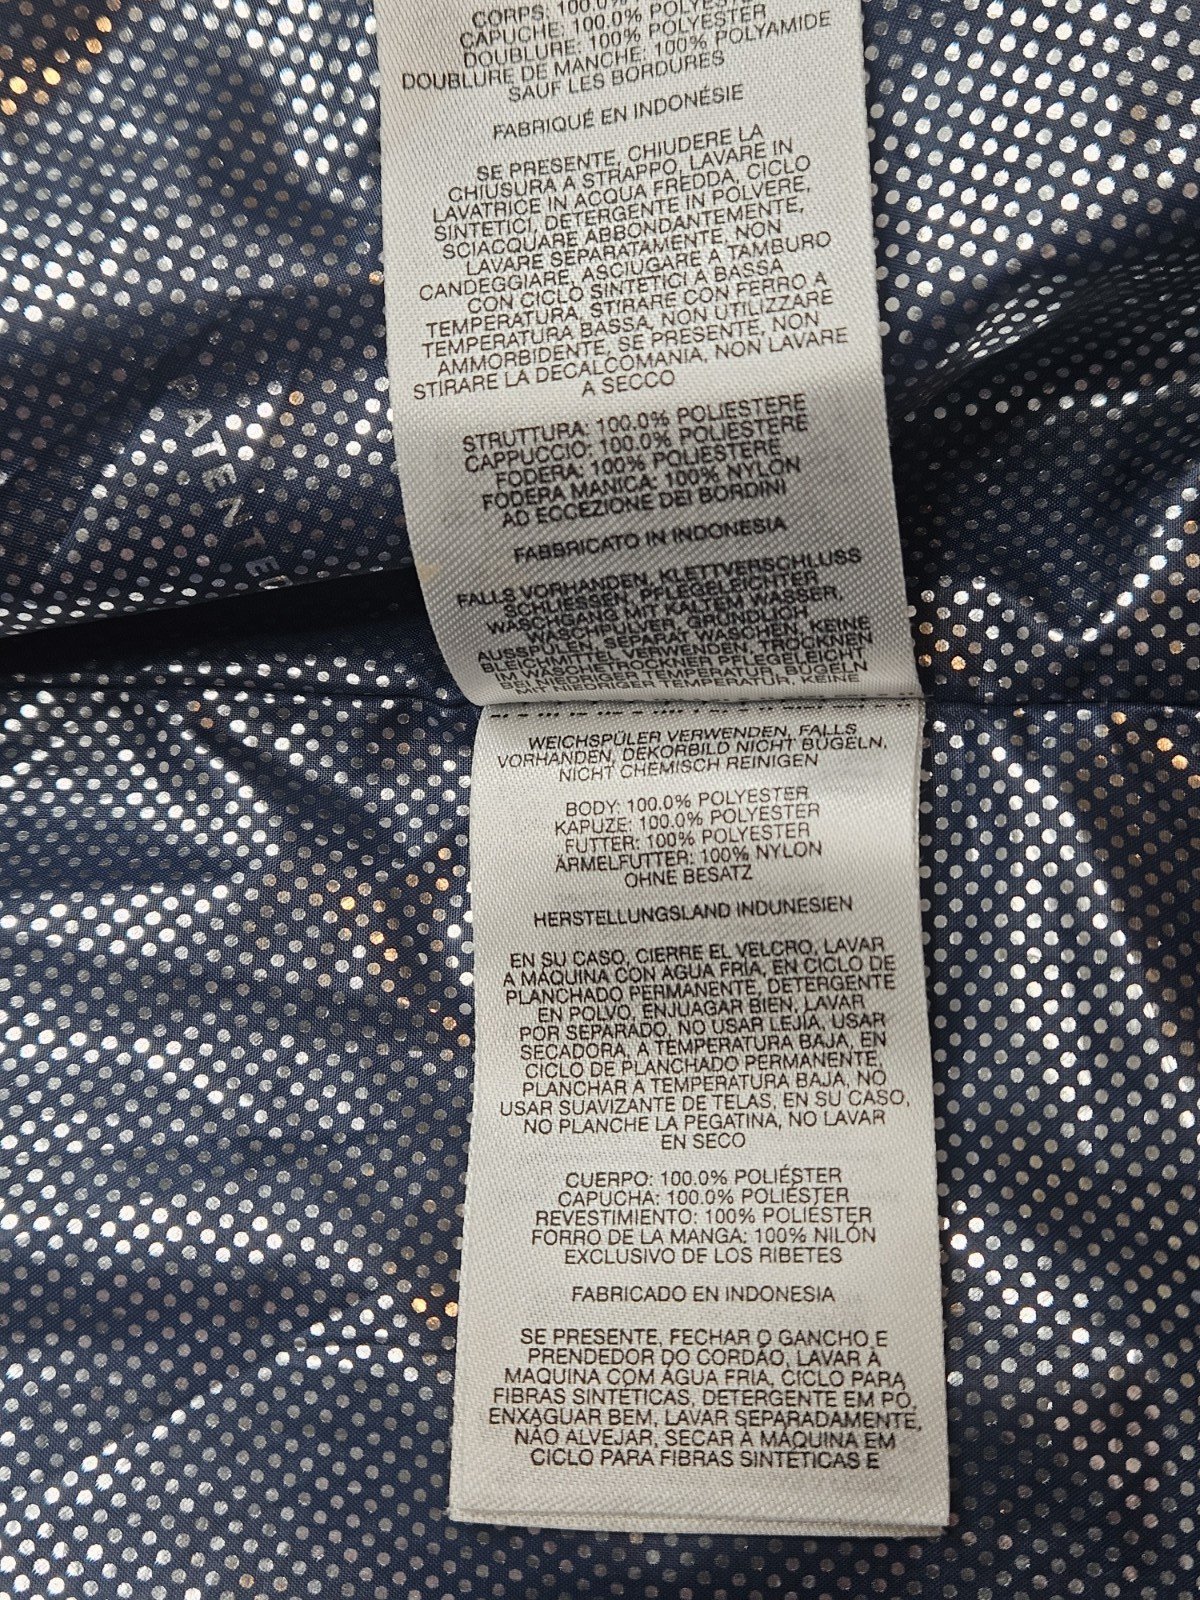 CORPS: 100.0%
CAPUCHE: 100.0% POLYESTER
DOUBLURE: 100% POLYESTER
DOUBLURE DE MANCHE: 100% POLYAMIDE
SAUF LES BORDURES
FABRIQUÉ EN INDONÉSIE
SE PRESENTE, CHIUDERE LA
CHIUSURA A STRAPPO, LAVARE IN
LAVATRICE IN ACQUA FREDDA, CICLO
SINTETICI, DETERGENTE IN POLVERE,
SCIACQUARE ABBONDANTEMENTE,
LAVARE SEPARATAMENTE, NON
CANDEGGIARE, ASCIUGARE A TAMBURO
CON CICLO SINTETICI A BASSA
TEMPERATURA, STIRARE CON FERRO A
TEMPERATURA BASSA, NON UTILIZZARE
AMMORBIDENTE, SE PRESENTE, NON
STIRARE LA DECALCOMANIA, NON LAVARE
A SECCO
STRUTTURA: 100.0% POLIESTERE
CAPPUCCIO: 100.0% POLIESTERE
FODERA: 100% POLIESTERE
FODERA MANICA: 100% NYLON
AD ECCEZIONE DEI BORDINI
FABBRICATO IN INDONESIA
FALLS VORHANDEN, KLETTVERSCHLUSS
SCHLIESSEN, PFLEGELEICHTER
WASCHGANG MIT KALTEM WASSER,
WASCHPULVER, GRÜNDLICH
AUSSPÜLEN, SEPARAT WASCHEN, KEINE
BLEICHMITTEL VERWENDEN, TROCKNEN
IM WÄSCHETROCKNER PFLEGELEICHT
BEI NIEDRIGER TEMPERATUR, BÜGELN
MIT NIEDRIGER TEMPERATUR, KEINE
WEICHSPÜLER VERWENDEN, FALLS
VORHANDEN, DEKORBILD NICHT BÜGELN,
NICHT CHEMISCH REINIGEN
BODY: 100.0% POLYESTER
KAPUZE: 100.0% POLYESTER
FUTTER: 100% POLYESTER
ÄRMELFUTTER: 100% NYLON
OHNE BESATZ
HERSTELLUNGSLAND INDUNESIEN
EN SU CASO, CIERRE EL VELCRO, LAVAR
A MÁQUINA CON AGUA FRÍA, EN CICLO DE
PLANCHADO PERMANENTE, DETERGENTE
EN POLVO, ENJUAGAR BIEN, LAVAR
POR SEPARADO, NO USAR LEJÍA, USAR
SECADORA, A TEMPERATURA BAJA, EN
CICLO DE PLANCHADO PERMANENTE,
PLANCHAR A TEMPERATURA BAJA, NO
USAR SUAVIZANTE DE TELAS, EN SU CASO,
NO PLANCHE LA PEGATINA, NO LAVAR
EN SECO
CUERPO: 100.0% POLIÉSTER
CAPUCHA: 100.0% POLIÉSTER
REVESTIMIENTO: 100% POLIÉSTER
FORRO DE LA MANGA: 100% NILÓN
EXCLUSIVO DE LOS RIBETES
FABRICADO EN INDONESIA
SE PRESENTE, FECHAR O GANCHO E
PRENDEDOR DO CORDÃO, LAVAR À
MÁQUINA COM ÁGUA FRIA, CICLO PARA
FIBRAS SINTÉTICAS, DETERGENTE EM PÓ,
ENXAGUAR BEM, LAVAR SEPARADAMENTE,
NÃO ALVEJAR, SECAR À MÁQUINA EM
CICLO PARA FIBRAS SINTÉTICAS E
PATENTED